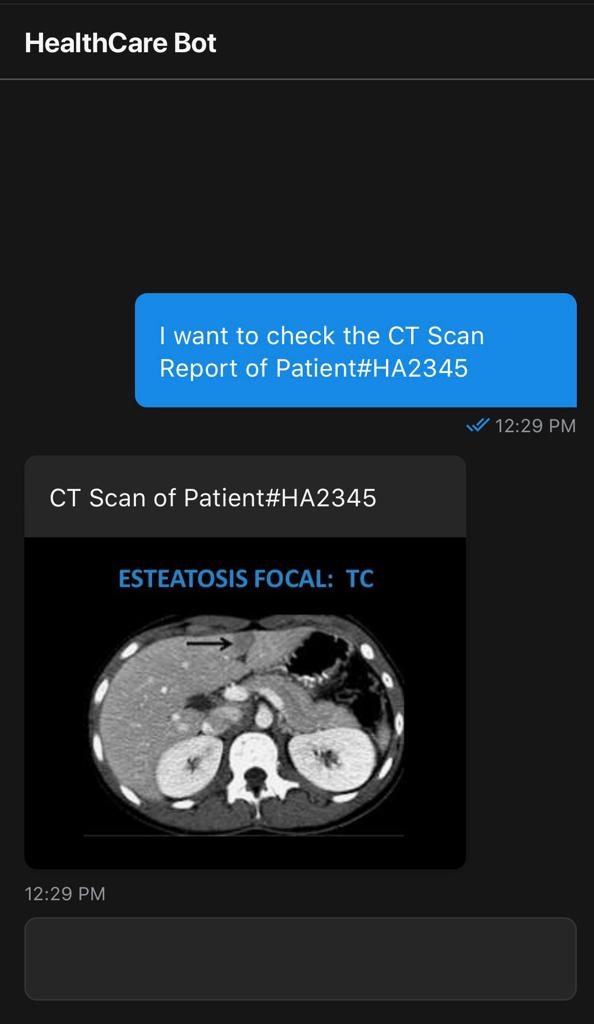 HealthCare Bot
I want to check the CT Scan
Report of Patient#HA2345
12:29 PM
CT Scan of Patient#HA2345
ESTEATOSIS FOCAL: TC
12:29 PM